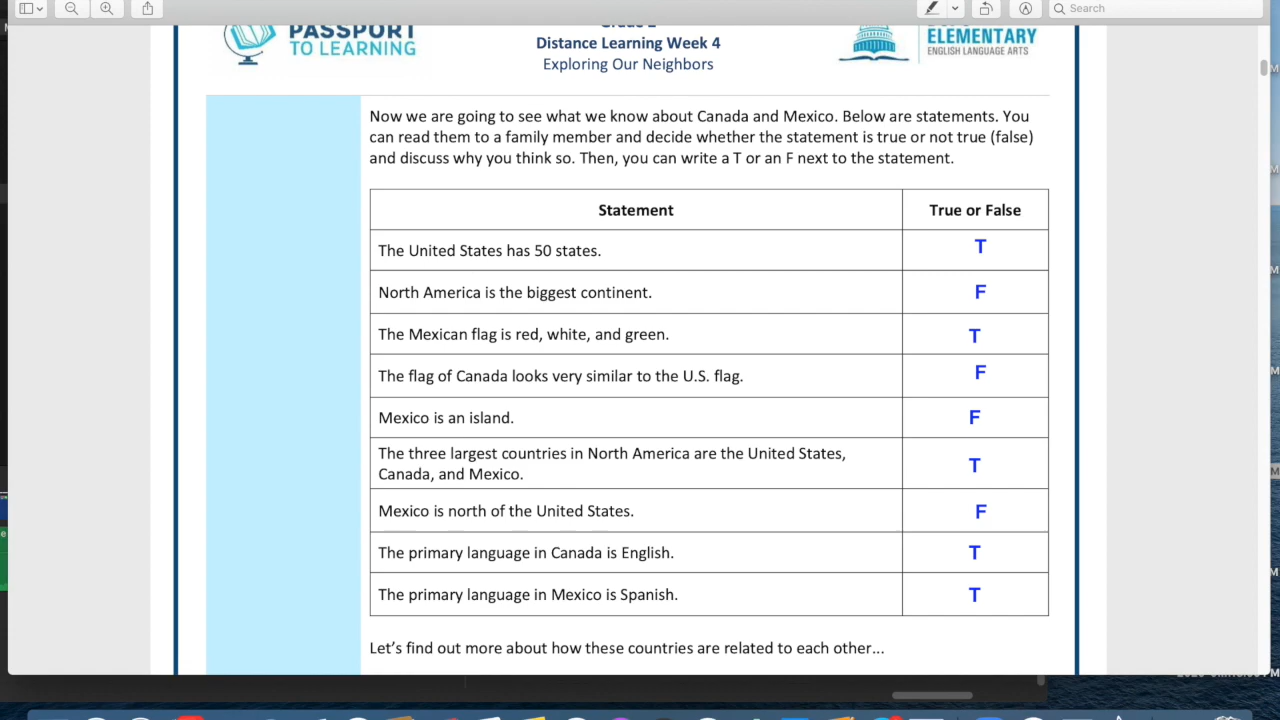 Search
PASSPORT
TO LEARNING
Distance Learning Week 4
Exploring Our Neighbors
ELEMENTARY
ENGLISH LANGUAGE ARTS
Now we are going to see what we know about Canada and Mexico. Below are statements. You
can read them to a family member and decide whether the statement is true or not true (false)
and discuss why you think so. Then, you can write a T or an F next to the statement.
Statement True or False
The United States has 50 states. T
North America is the biggest continent. F
The Mexican flag is red, white, and green. T
The flag of Canada looks very similar to the U.S. flag. F
Mexico is an island. F
The three largest countries in North America are the United States,
Canada, and Mexico. T
Mexico is north of the United States. F
The primary language in Canada is English. T
The primary language in Mexico is Spanish. T
Let’s find out more about how these countries are related to each other...